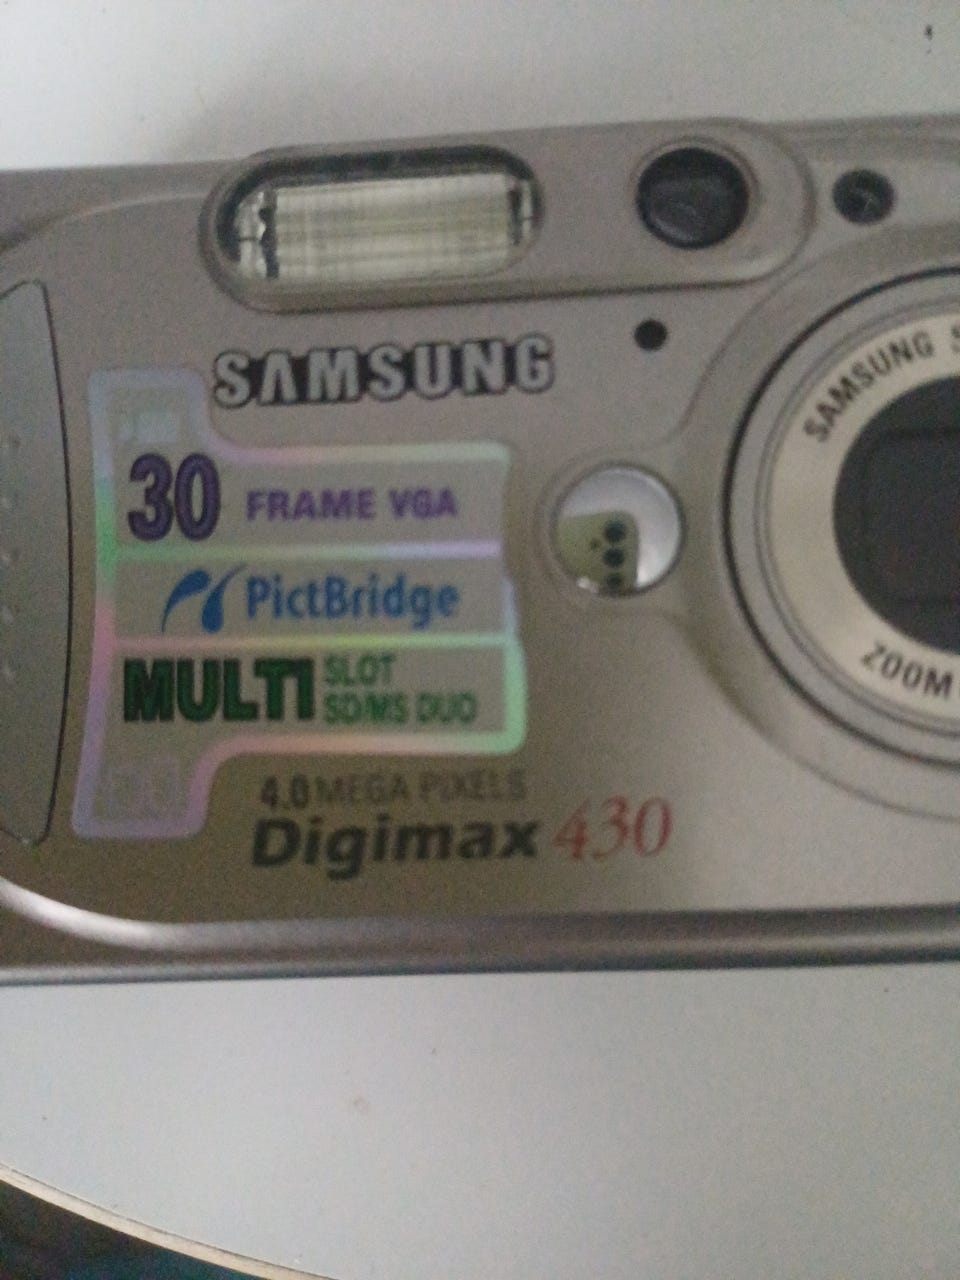 SAMSUNG
SAMSUNG
30 FRAME VGA
PictBridge
MULTI SLOT
SD/MS DUO
ZOOM
4.0 MEGA PIXELS
Digimax 430